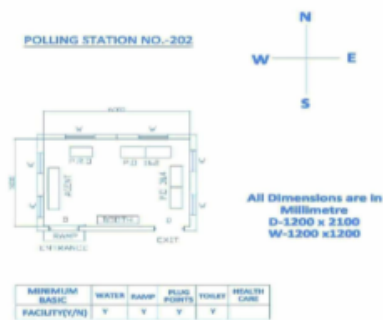 POLLING STATION NO.-202
N
W
E
S
W
W
W
W
W
W
AGENT
D
D
RAMP
ENTRANCE
EXIT
All Dimensions are in
Millimetre
D-1200 x 2100
W-1200 x1200
MINIMUM BASIC WATER RAMP PLUG POINTS TOILET HEALTH CARE
FACILITY(Y/N) Y Y Y Y